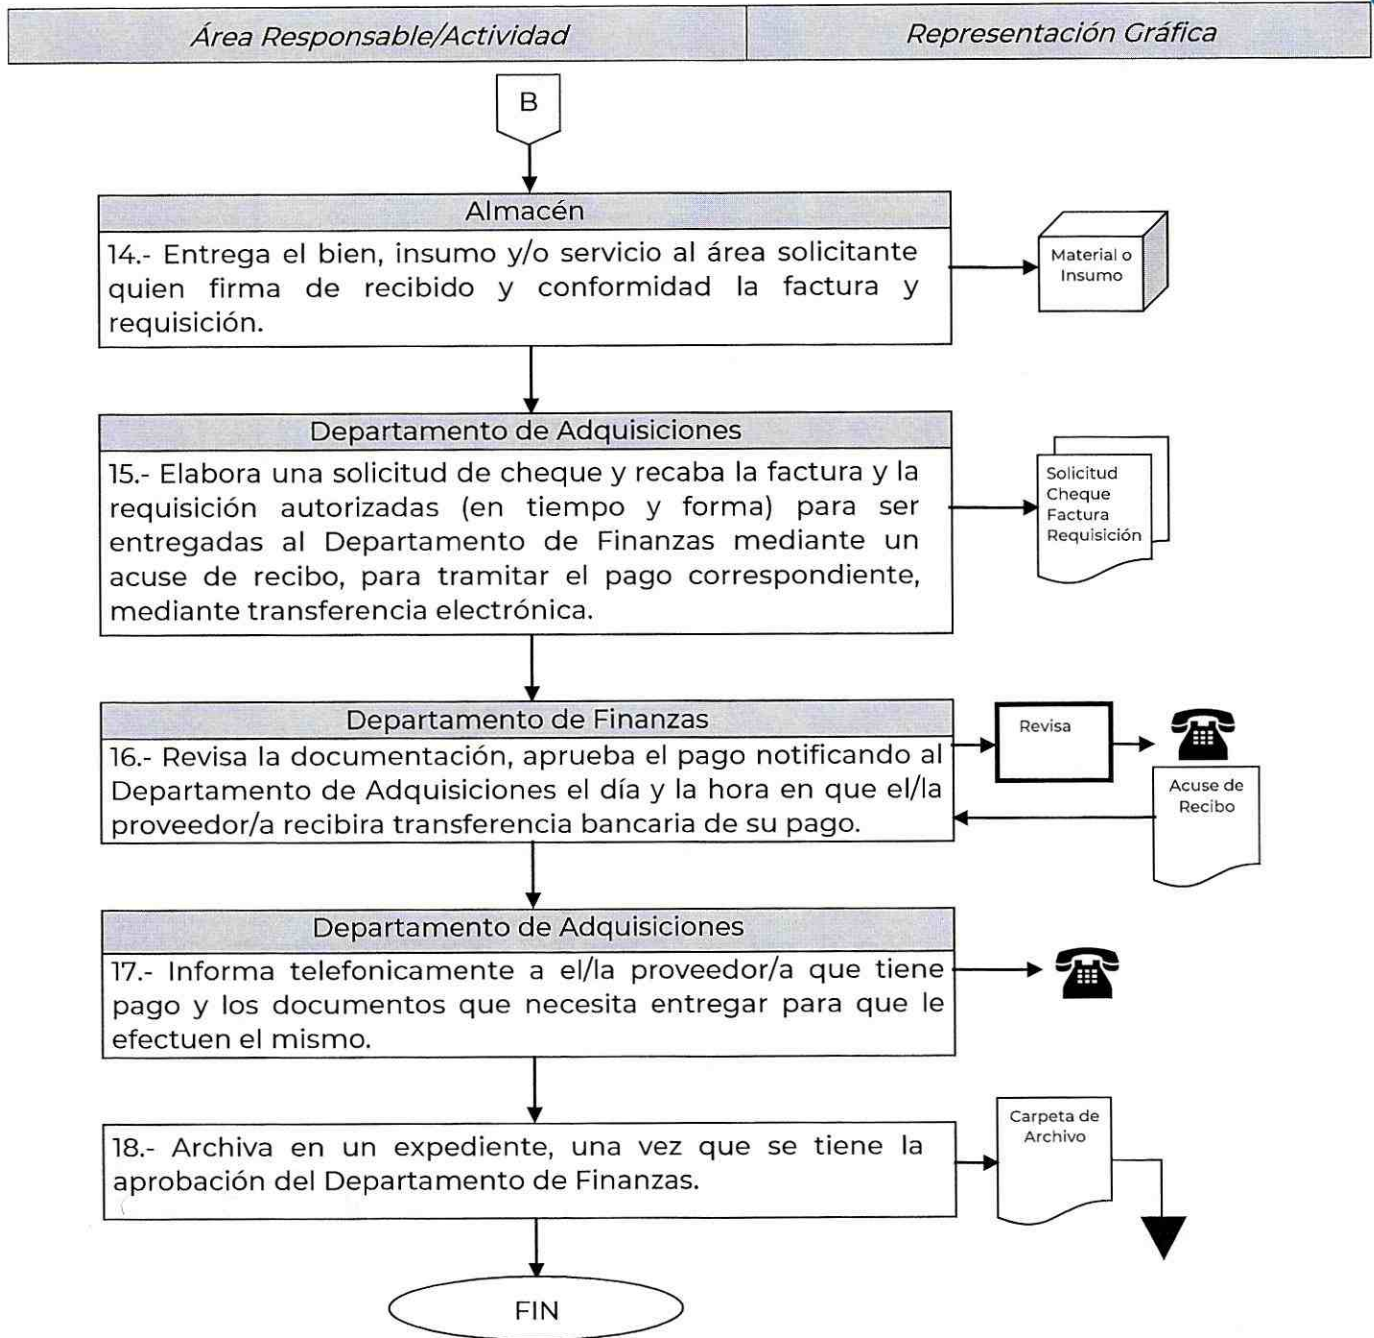 Área Responsable/Actividad
Representación Gráfica
B
Almacén
14.- Entrega el bien, insumo y/o servicio al área solicitante
quien firma de recibido y conformidad la factura y
requisición.
Material o
Insumo
Departamento de Adquisiciones
15.- Elabora una solicitud de cheque y recaba la factura y la
requisición autorizadas (en tiempo y forma) para ser
entregadas al Departamento de Finanzas mediante un
acuse de recibo, para tramitar el pago correspondiente,
mediante transferencia electrónica.
Solicitud
Cheque
Factura
Requisición
Departamento de Finanzas
16.- Revisa la documentación, aprueba el pago notificando al
Departamento de Adquisiciones el día y la hora en que el/la
proveedor/a recibira transferencia bancaria de su pago.
Revisa
Acuse de
Recibo
Departamento de Adquisiciones
17.- Informa telefonicamente a el/la proveedor/a que tiene
pago y los documentos que necesita entregar para que le
efectuen el mismo.
18.- Archiva en un expediente, una vez que se tiene la
aprobación del Departamento de Finanzas.
Carpeta de
Archivo
FIN